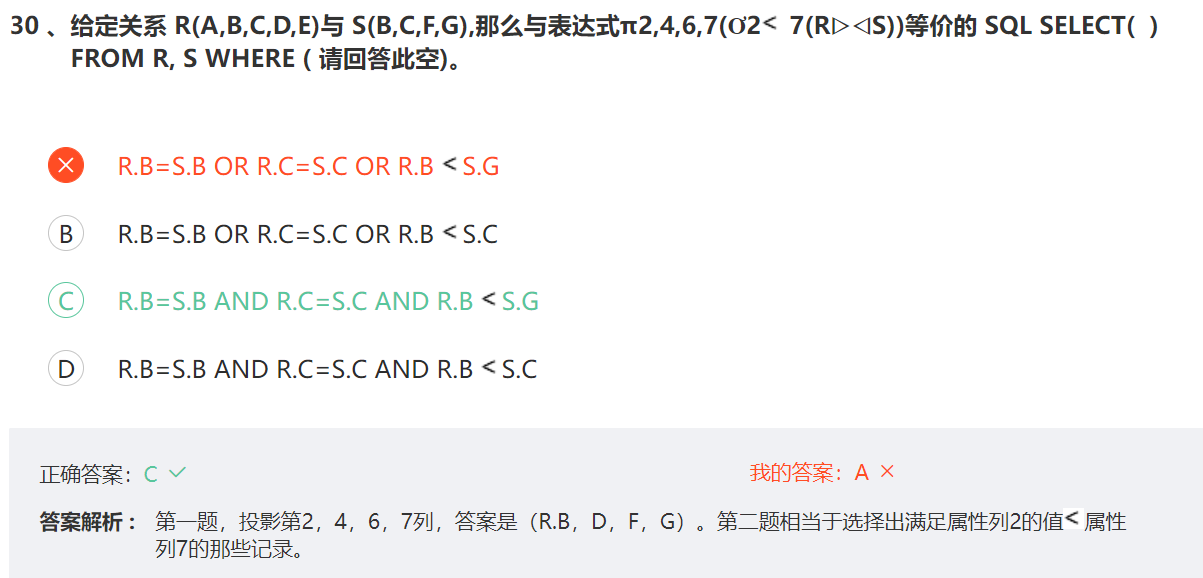 30 、给定关系 R(A,B,C,D,E)与 S(B,C,F,G),那么与表达式π2,4,6,7(Ơ2< 7(R▷◁S))等价的 SQL SELECT( )
FROM R, S WHERE ( 请回答此空)。
R.B=S.B OR R.C=S.C OR R.B < S.G
B R.B=S.B OR R.C=S.C OR R.B < S.C
C R.B=S.B AND R.C=S.C AND R.B < S.G
D R.B=S.B AND R.C=S.C AND R.B < S.C
正确答案：C ✓ 我的答案：A ×
答案解析： 第一题，投影第2，4，6，7列，答案是（R.B，D，F，G）。第二题相当于选择出满足属性列2的值< 属性
列7的那些记录。